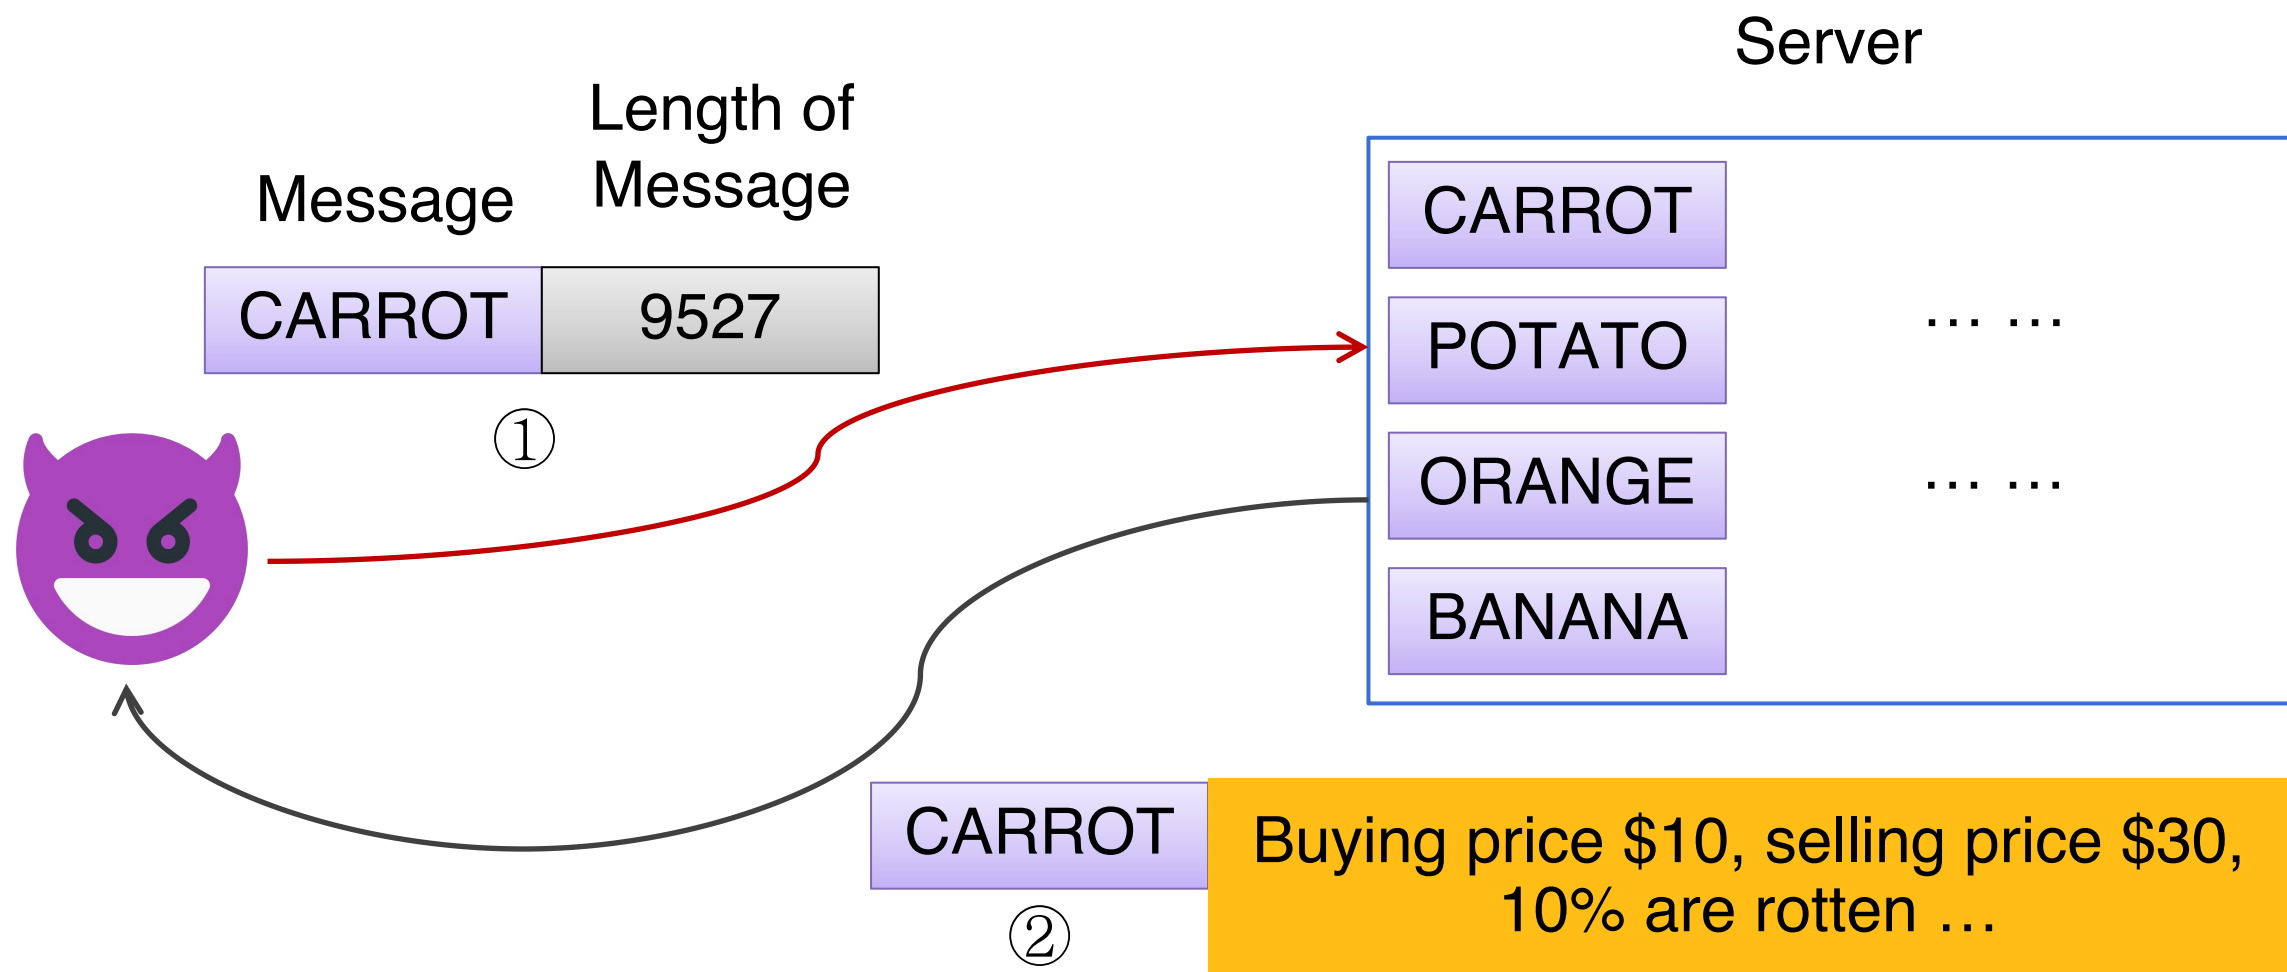 Server
Length of
Message
Message
CARROT 9527
①
CARROT
POTATO
ORANGE
BANANA
… …
… …
CARROT
Buying price $10, selling price $30,
10% are rotten …
②